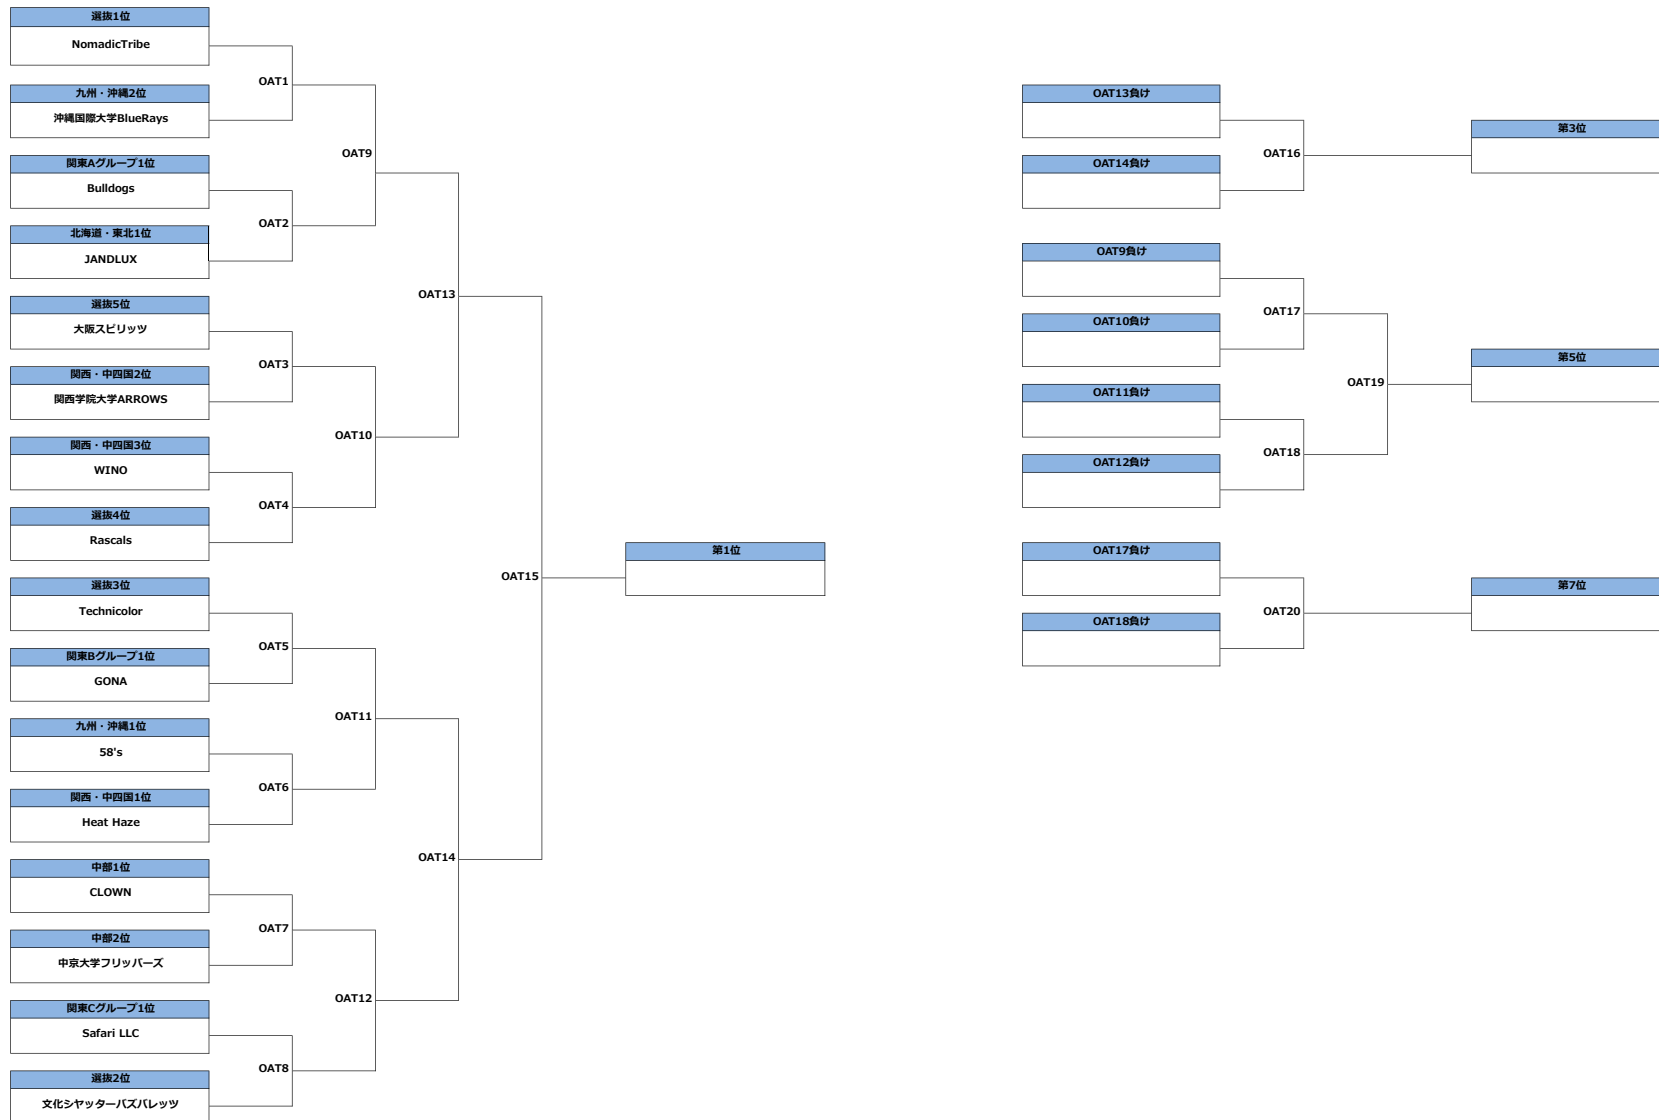 選抜1位
NomadicTribe
OAT1
九州・沖縄2位
沖縄国際大学BlueRays
OAT9
関東Aグループ1位
Bulldogs
OAT2
北海道・東北1位
JANDLUX
OAT13
選抜5位
大阪スピリッツ
OAT3
関西・中四国2位
関西学院大学ARROWS
OAT10
関西・中四国3位
WINO
OAT4
選抜4位
Rascals
OAT15
第1位
選抜3位
Technicolor
OAT5
関東Bグループ1位
GONA
OAT11
九州・沖縄1位
58's
OAT6
関西・中四国1位
Heat Haze
OAT14
中部1位
CLOWN
OAT7
中部2位
中京大学フリッパーズ
OAT12
関東Cグループ1位
Safari LLC
OAT8
選抜2位
文化シヤッターバズバレッツ
OAT13負け
OAT16
第3位
OAT14負け
OAT9負け
OAT17
OAT10負け
OAT19
第5位
OAT11負け
OAT18
OAT12負け
OAT17負け
OAT20
第7位
OAT18負け